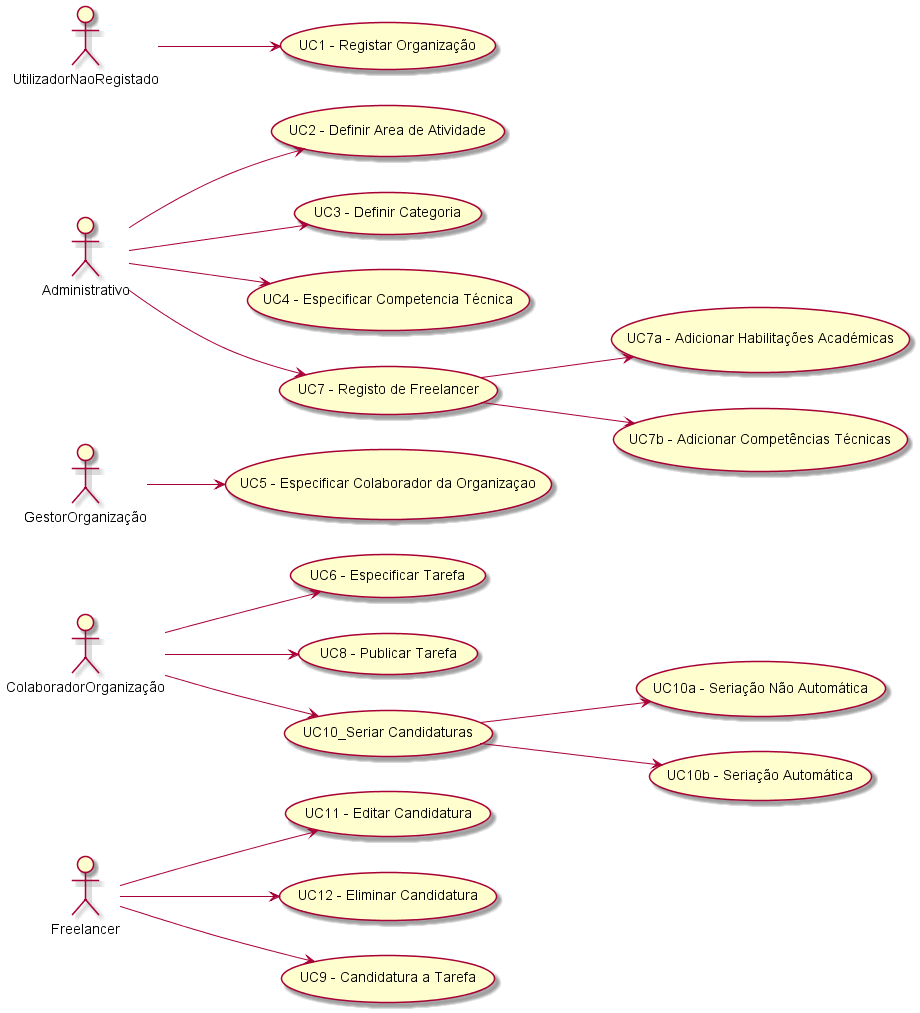 UtilizadorNaoRegistado
UC1 - Registar Organização
Administrativo
UC2 - Definir Area de Atividade
UC3 - Definir Categoria
UC4 - Especificar Competencia Técnica
UC7 - Registo de Freelancer
UC7a - Adicionar Habilitações Académicas
UC7b - Adicionar Competências Técnicas
GestorOrganização
UC5 - Especificar Colaborador da Organizaçao
ColaboradorOrganização
UC6 - Especificar Tarefa
UC8 - Publicar Tarefa
UC10_Seriar Candidaturas
UC10a - Seriação Não Automática
UC10b - Seriação Automática
Freelancer
UC11 - Editar Candidatura
UC12 - Eliminar Candidatura
UC9 - Candidatura a Tarefa